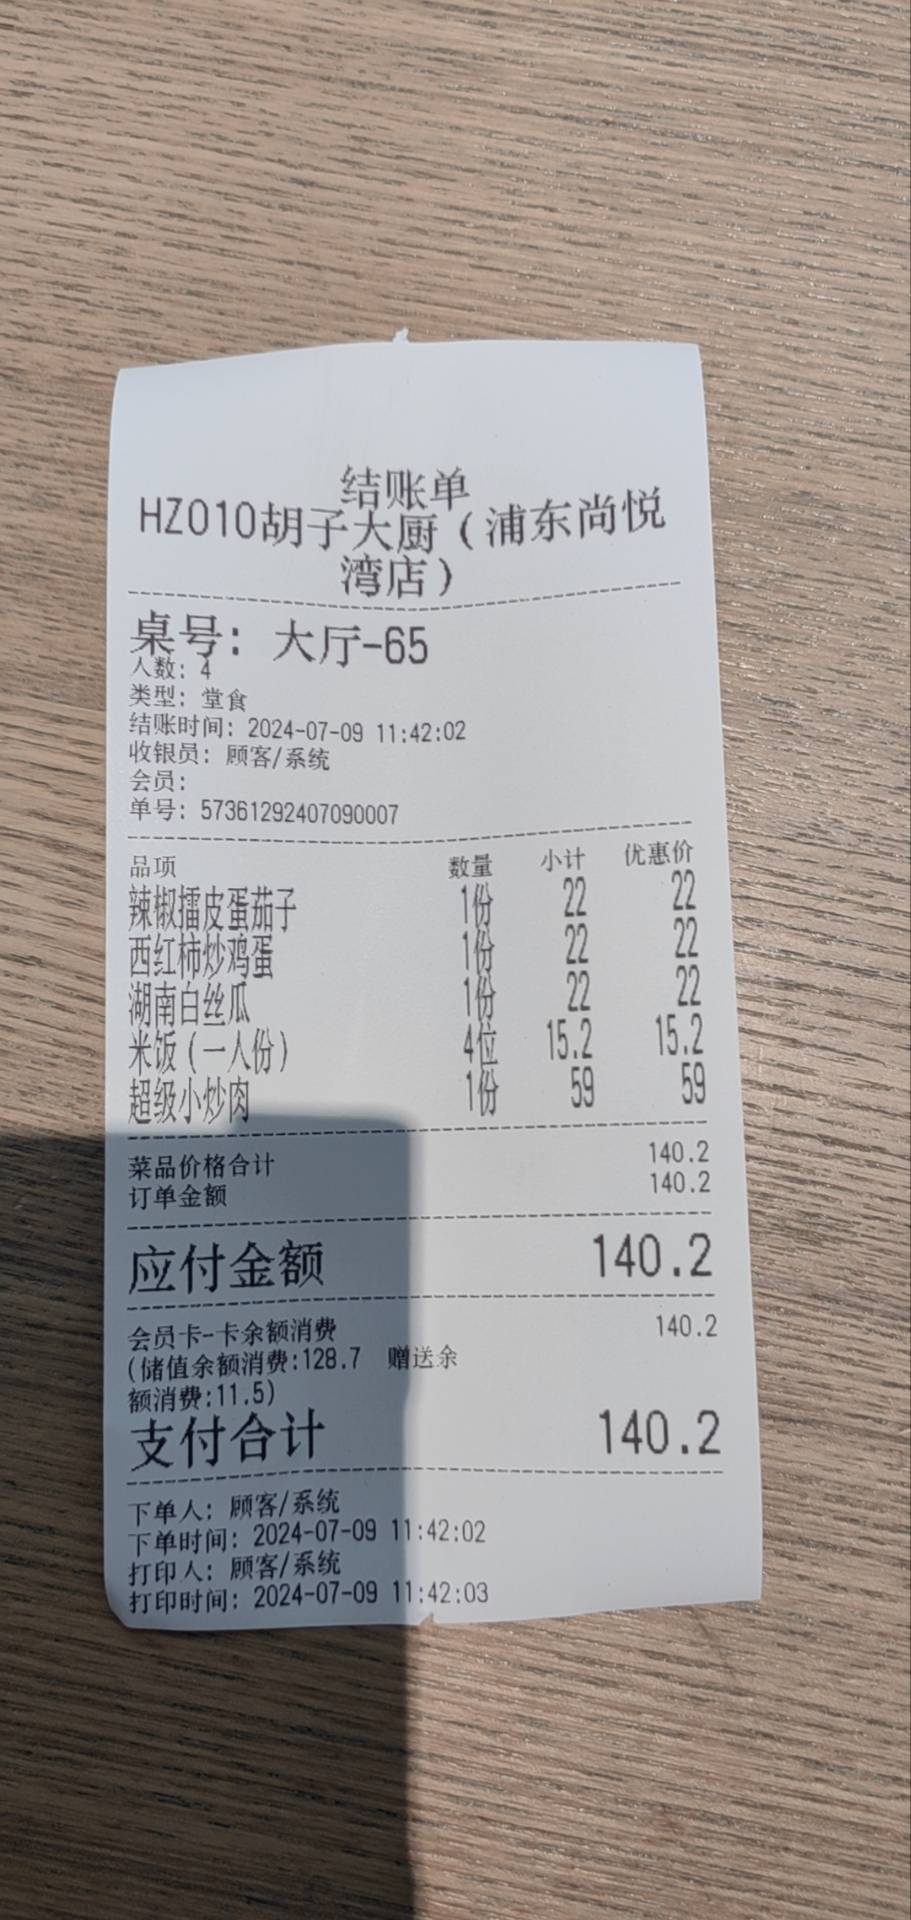 结账单
HZ010胡子大厨（浦东尚悦
湾店）
桌号：大厅-65
人数：4
类型：堂食
结账时间：2024-07-09 11:42:02
收银员：顾客/系统
会员：
单号：57361292407090007
品项 数量 小计 优惠价
辣椒擂皮蛋茄子 1份 22 22
西红柿炒鸡蛋 1份 22 22
湖南白丝瓜 1份 22 22
米饭（一人份） 4位 15.2 15.2
超级小炒肉 1份 59 59
菜品价格合计 140.2
订单金额 140.2
应付金额 140.2
会员卡-卡余额消费 140.2
(储值余额消费:128.7 赠送余
额消费:11.5)
支付合计 140.2
下单人：顾客/系统
下单时间：2024-07-09 11:42:02
打印人：顾客/系统
打印时间：2024-07-09 11:42:03